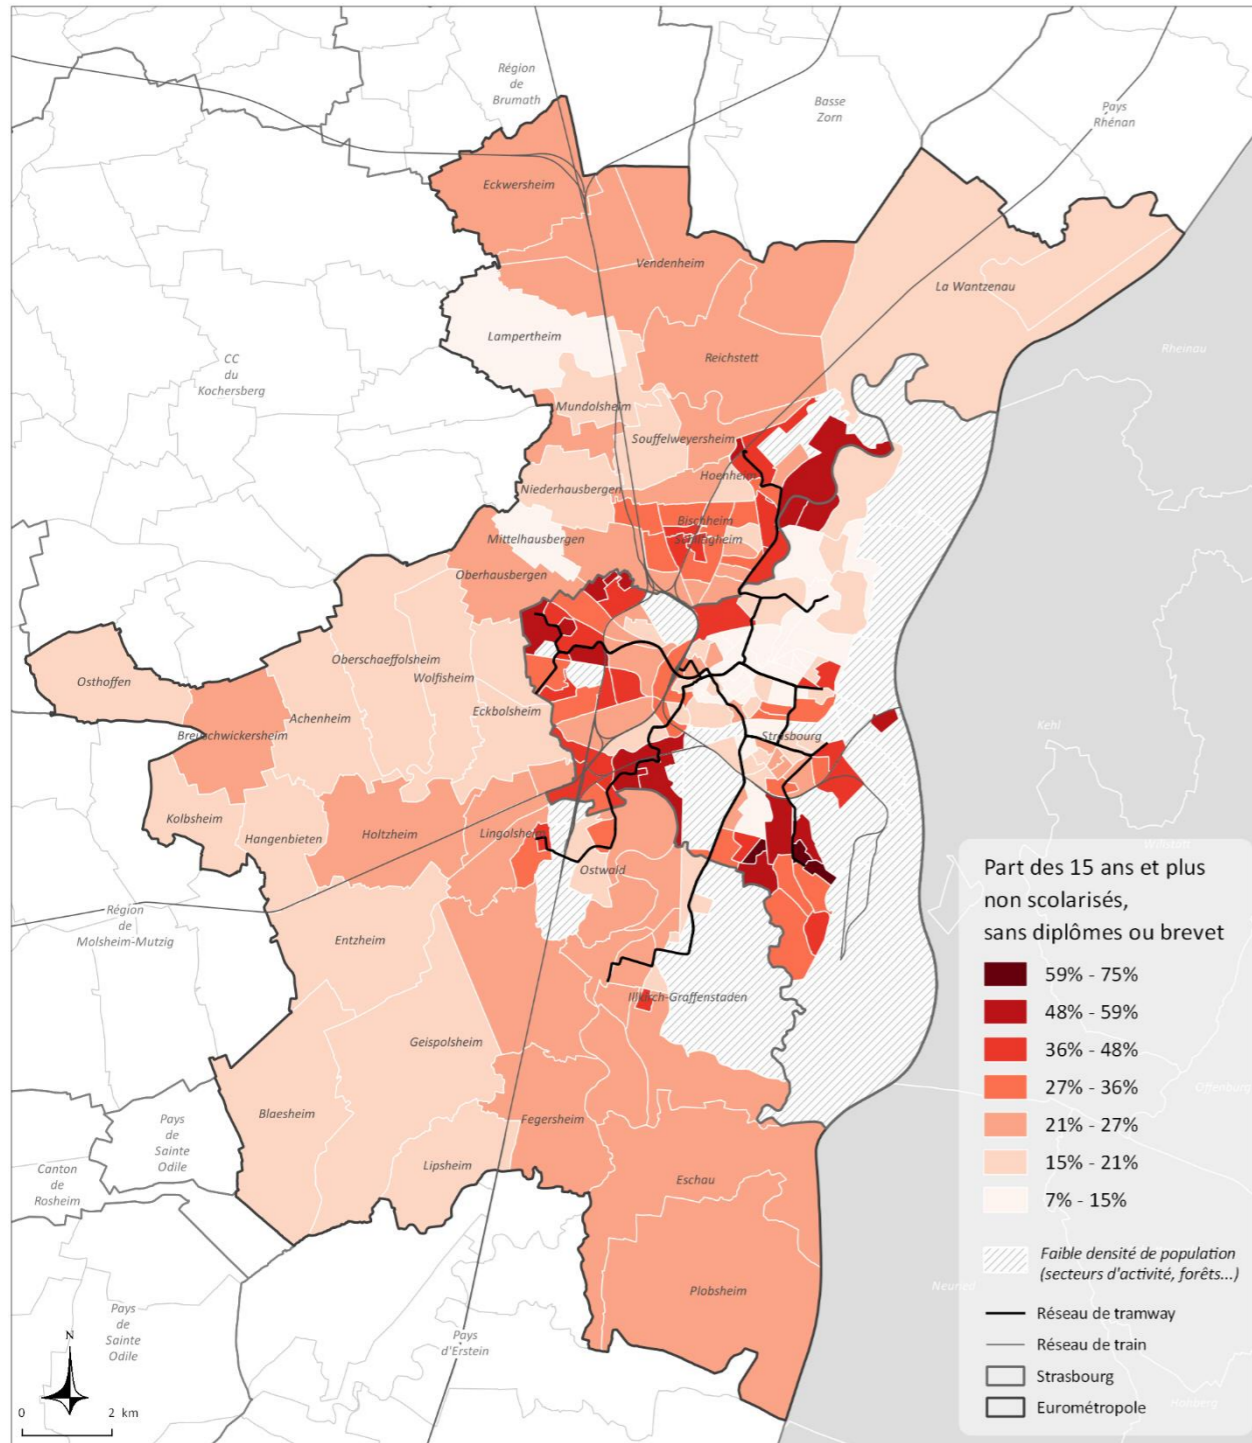 Région
de
Brumath
Basse
Zorn
Pays
Rhénan
Eckwersheim
Vendenheim
La Wantzenau
Lampertheim
Reichstett
Rheinau
CC
du
Kochersberg
Mundolsheim
Souffelweyersheim
Hoenheim
Niederhausbergen
Bischheim
Mittelhausbergen
Schiltigheim
Oberhausbergen
Oberschaeffolsheim
Osthoffen
Wolfisheim
Achenheim
Eckbolsheim
Breuschwickersheim
Strasbourg
Kehl
Kolbsheim
Hangenbieten
Holtzheim
Lingolsheim
Ostwald
Willstätt
Région
de
Molsheim-Mutzig
Entzheim
Illkirch-Graffenstaden
Geispolsheim
Blaesheim
Fegersheim
Offenburg
Pays
de
Sainte
Odile
Canton
de
Rosheim
Lipsheim
Eschau
Plobsheim
Neuried
Pays
de
Sainte
Odile
Pays
d'Erstein
Hohberg
Part des 15 ans et plus
non scolarisés,
sans diplômes ou brevet
59% - 75%
48% - 59%
36% - 48%
27% - 36%
21% - 27%
15% - 21%
7% - 15%
Faible densité de population
(secteurs d'activité, forêts...)
Réseau de tramway
Réseau de train
Strasbourg
Eurométropole
N
0 2 km